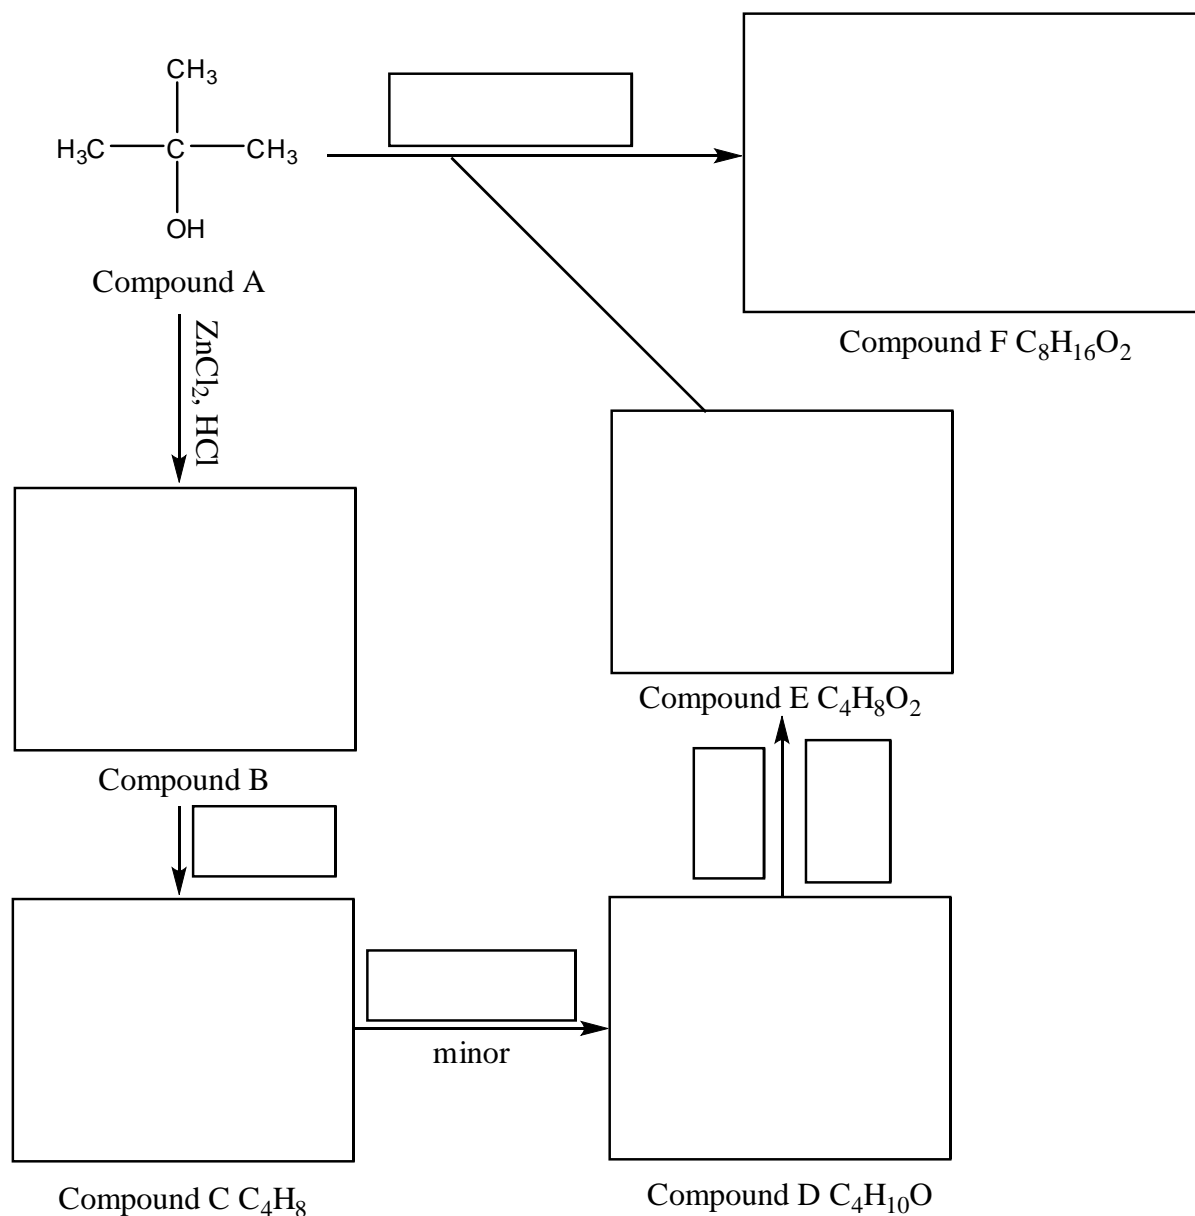 CH₃
H₃C C CH₃
OH
Compound A
ZnCl₂, HCl
Compound F C₈H₁₆O₂
Compound E C₄H₈O₂
Compound B
minor
Compound C C₄H₈
Compound D C₄H₁₀O